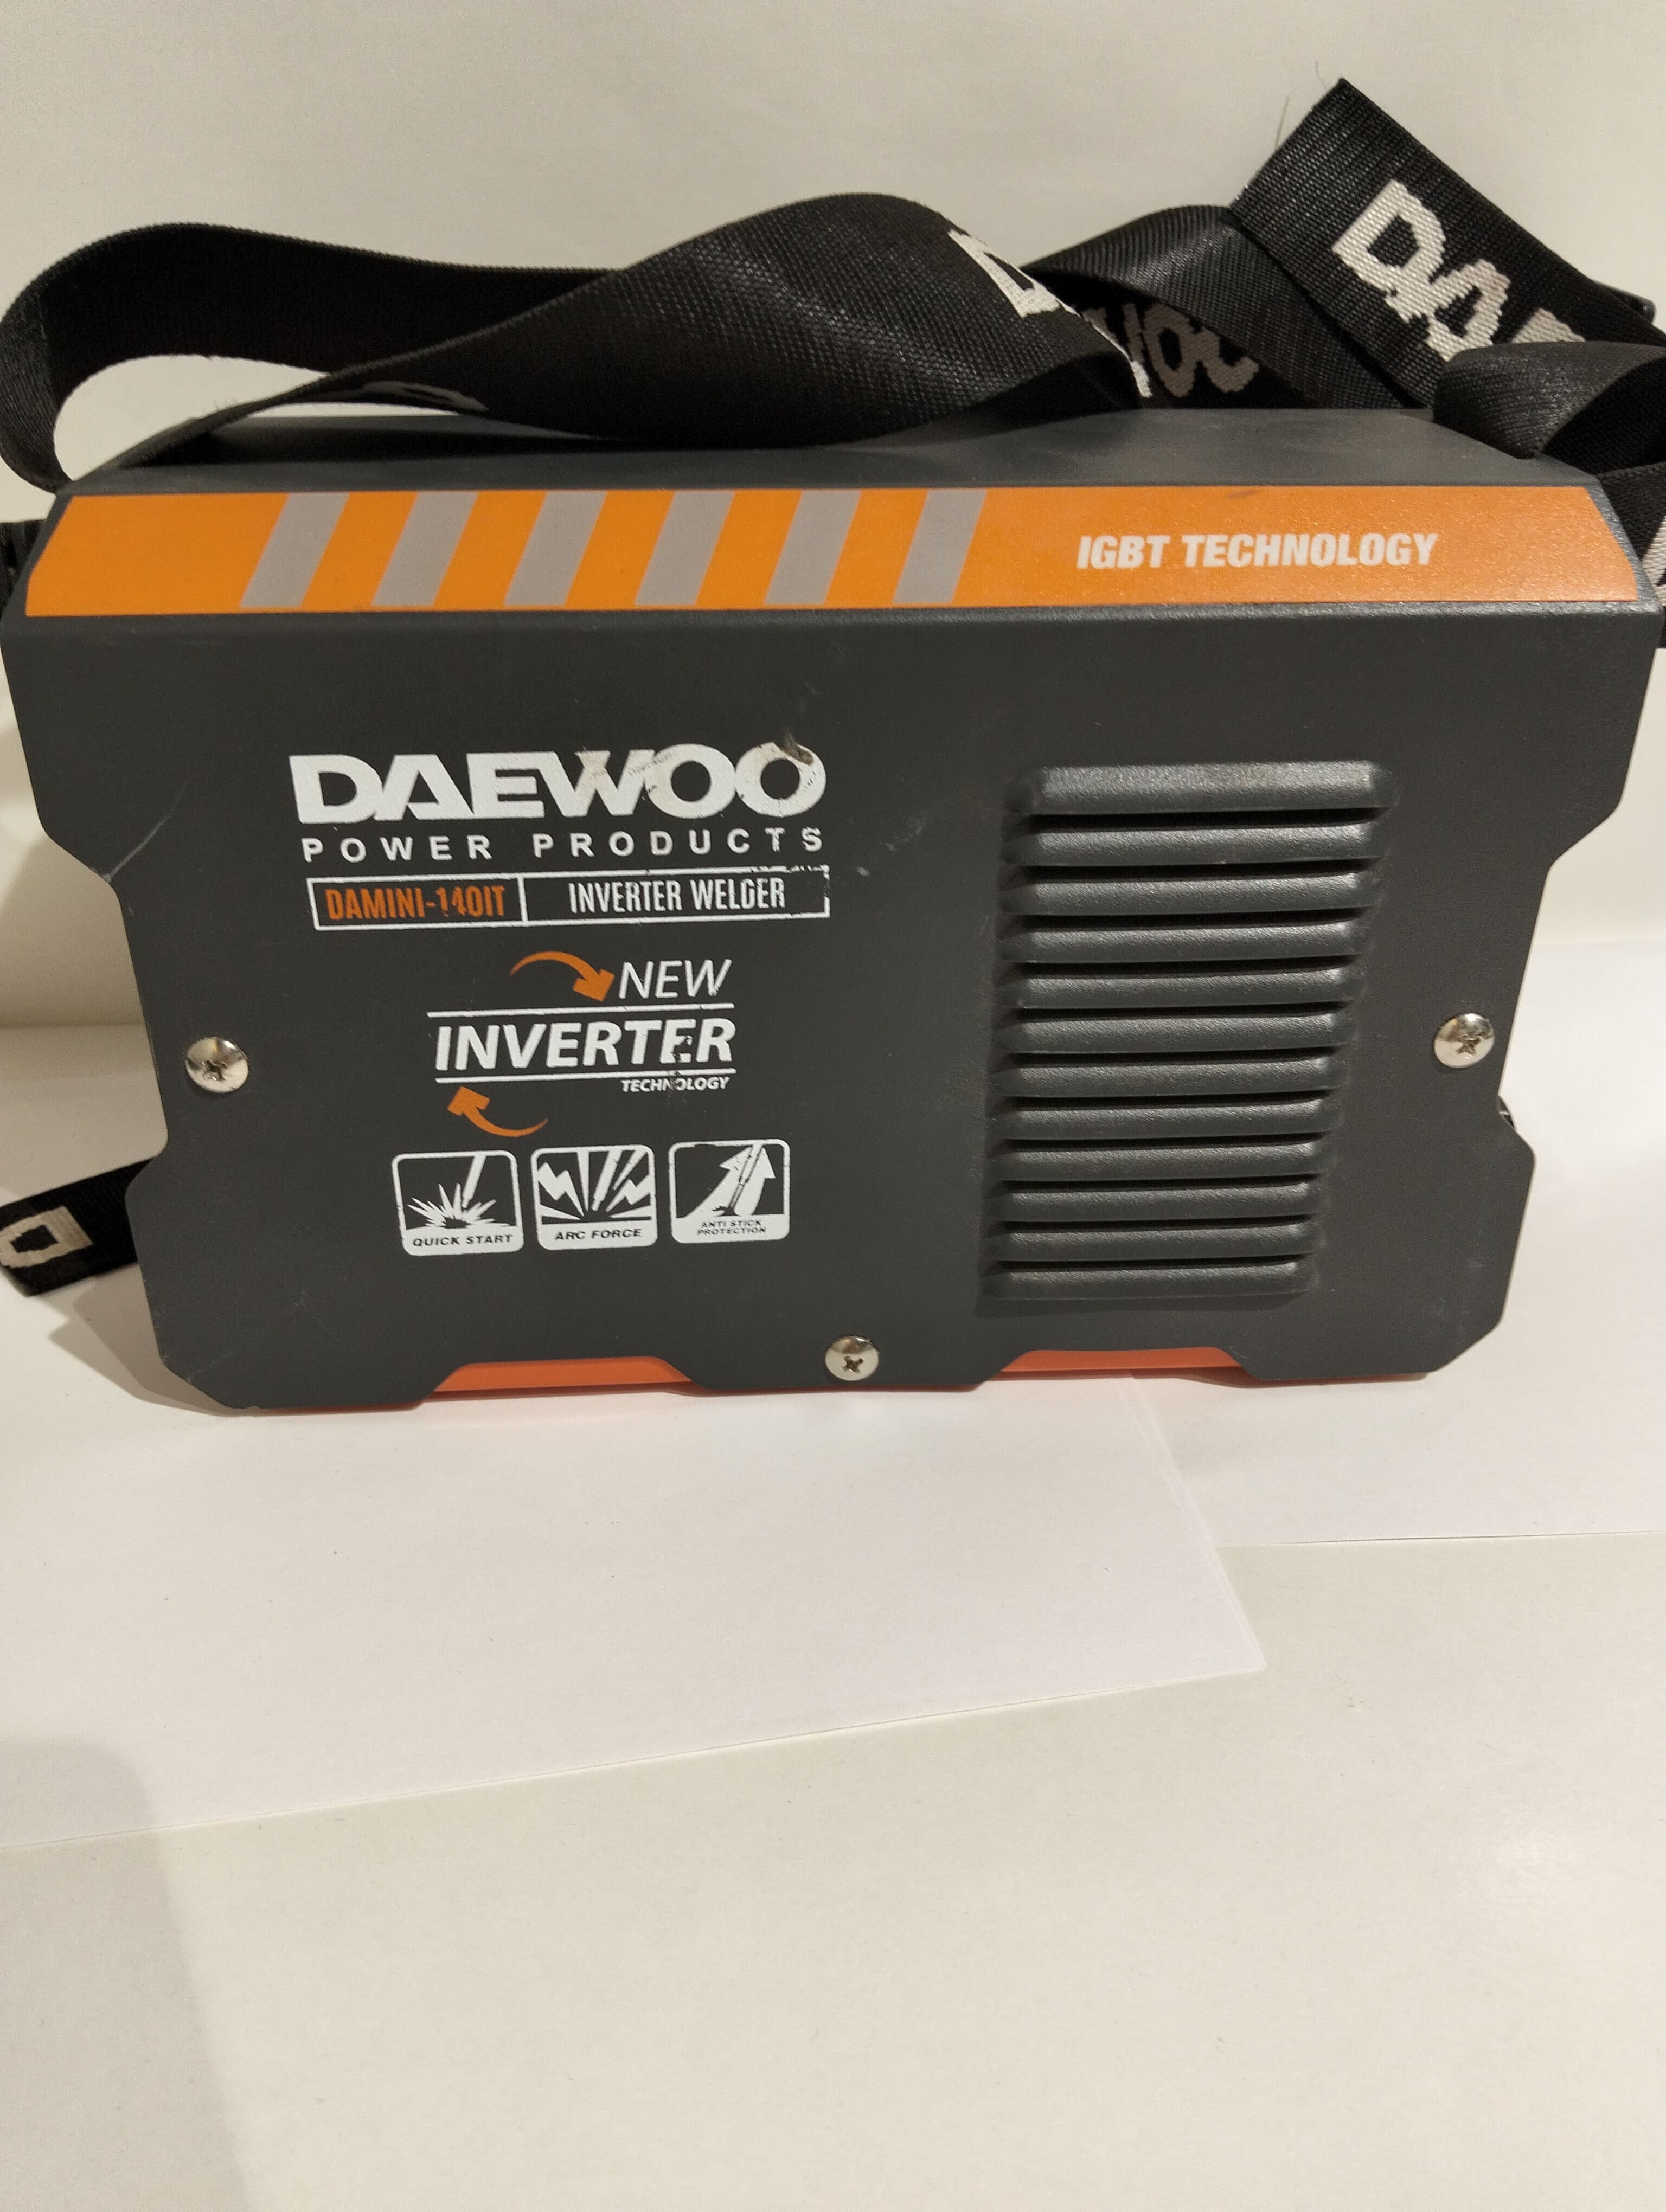 DAE
IGBT TECHNOLOGY
DAEWOO
POWER PRODUCTS
DAMINI-140IT INVERTER WELDER
NEW
INVERTER
TECHNOLOGY
QUICK START ARC FORCE ANTI STICK
PROTECTION
D